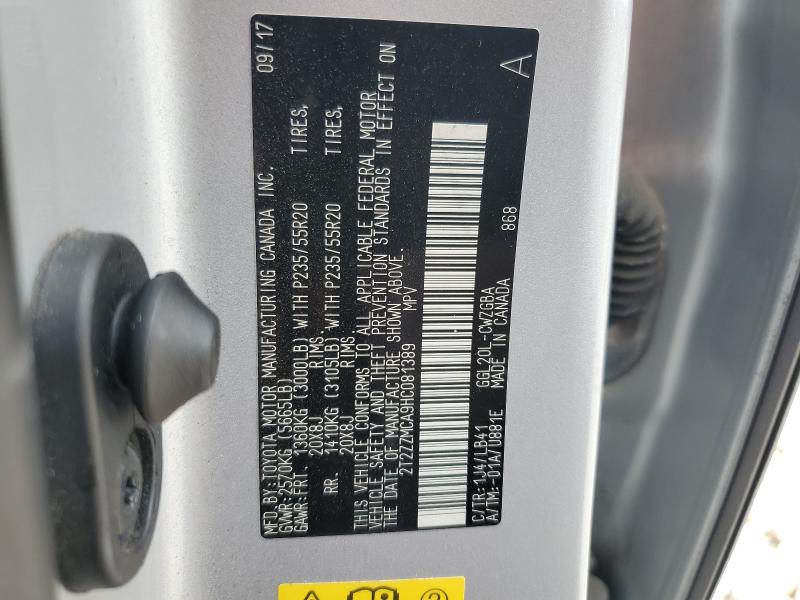 MFD.BY:TOYOTA MOTOR MANUFACTURING CANADA INC. 09/17
GVWR:2570KG (5665LB)
GAWR:FRT. 1360KG (3000LB) WITH P235/55R20 TIRES,
20X8J RIMS
RR. 1410KG (3105LB) WITH P235/55R20 TIRES,
20X8J RIMS
THIS VEHICLE CONFORMS TO ALL APPLICABLE FEDERAL MOTOR
VEHICLE SAFETY AND THEFT PREVENTION STANDARDS IN EFFECT ON
THE DATE OF MANUFACTURE SHOWN ABOVE.
2T2ZZMCA9HC081389 MPV
C/TR:1J4/LB41 GGL20L-CWZGBA 868
A/TM:-01A/U881E MADE IN CANADA
A